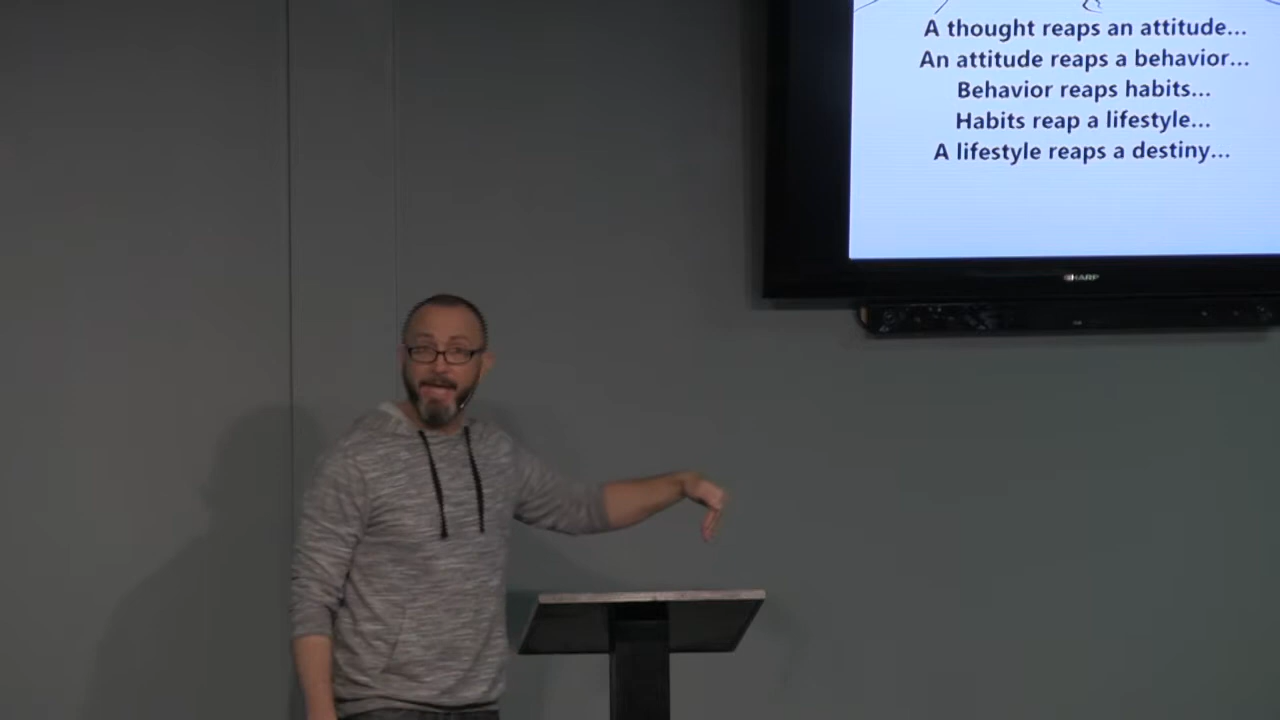 A thought reaps an attitude...
An attitude reaps a behavior...
Behavior reaps habits...
Habits reap a lifestyle...
A lifestyle reaps a destiny...
SHARP